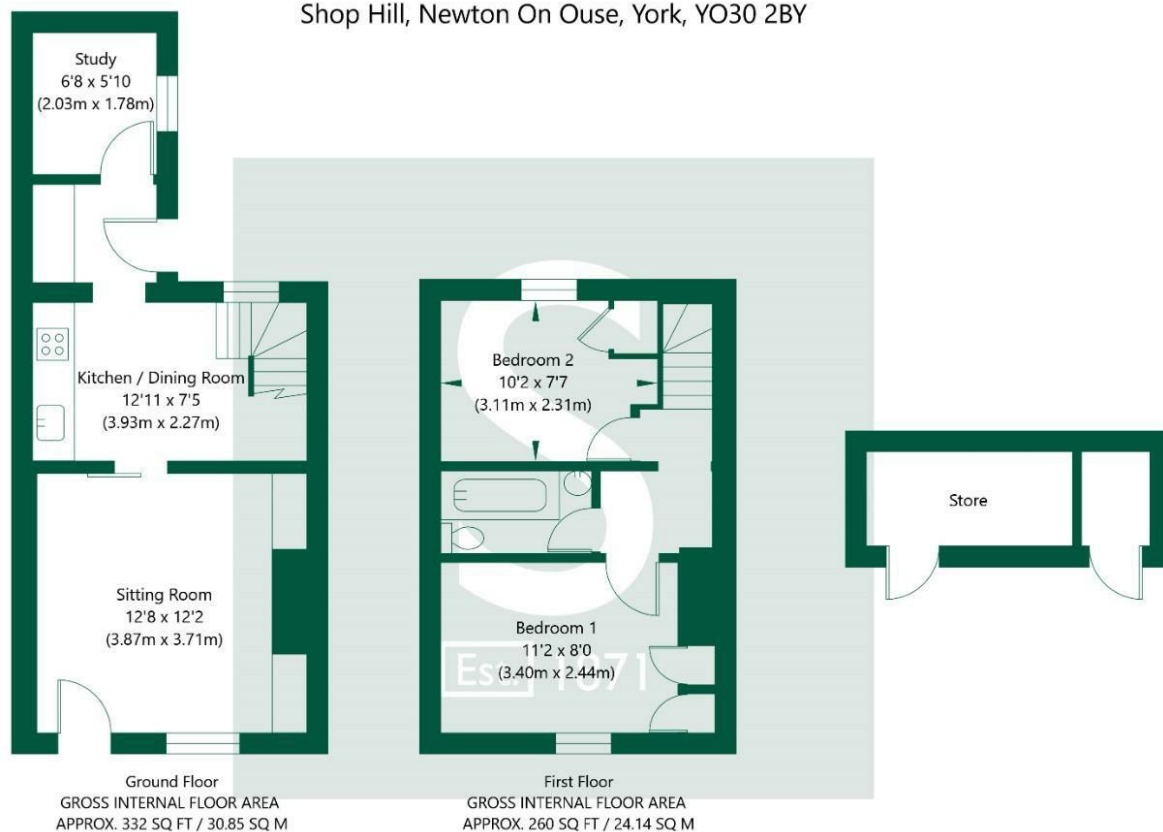 Shop Hill, Newton On Ouse, York, YO30 2BY
Study
6'8 x 5'10
(2.03m x 1.78m)
Kitchen / Dining Room
12'11 x 7'5
(3.93m x 2.27m)
Sitting Room
12'8 x 12'2
(3.87m x 3.71m)
Ground Floor
GROSS INTERNAL FLOOR AREA
APPROX. 332 SQ FT / 30.85 SQ M
Bedroom 2
10'2 x 7'7
(3.11m x 2.31m)
Bedroom 1
11'2 x 8'0
(3.40m x 2.44m)
S
Est. 1871
First Floor
GROSS INTERNAL FLOOR AREA
APPROX. 260 SQ FT / 24.14 SQ M
Store